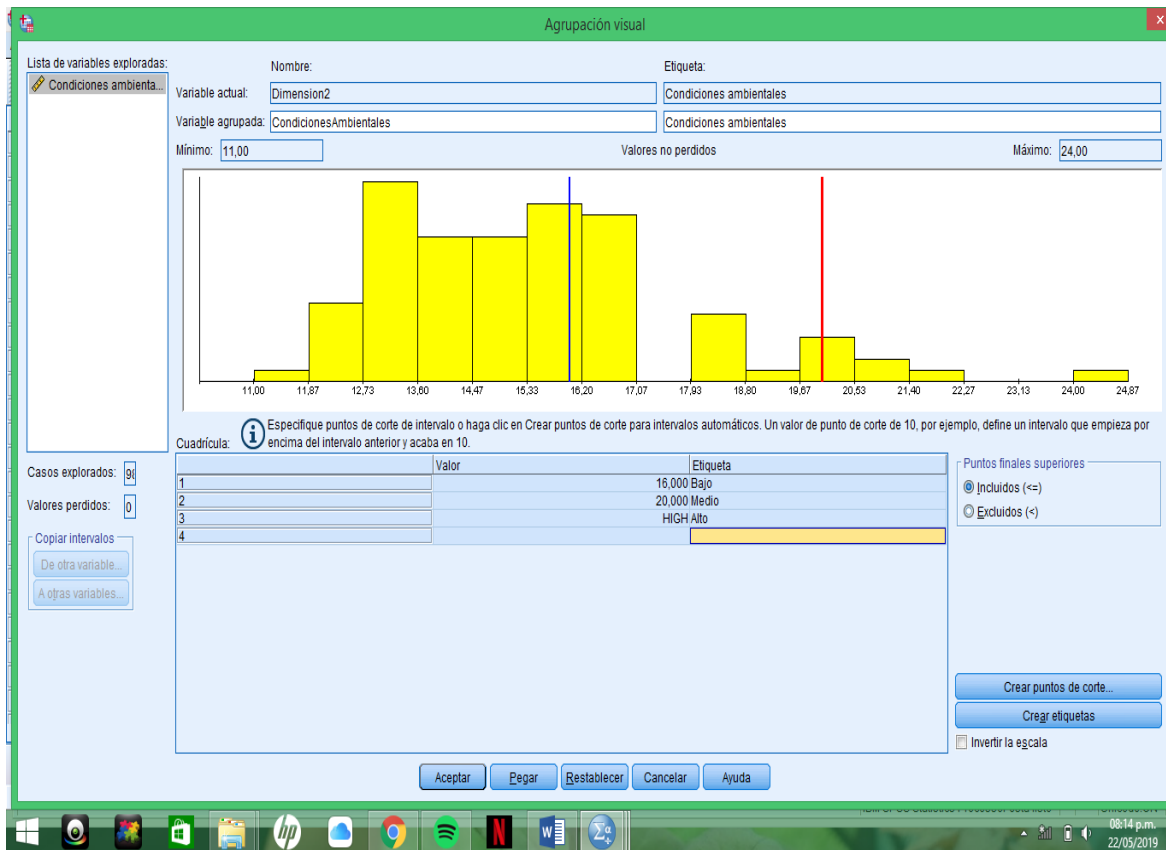 Agrupación visual
x
Lista de variables exploradas:
Condiciones ambienta...
Nombre:
Etiqueta:
Variable actual:
Dimension2
Condiciones ambientales
Variable agrupada:
CondicionesAmbientales
Condiciones ambientales
Mínimo:
11,00
Valores no perdidos
Máximo:
24,00
11,00 11,87 12,73 13,60 14,47 15,33 16,20 17,07 17,93 18,80 19,67 20,53 21,40 22,27 23,13 24,00 24,87
Especifique puntos de corte de intervalo o haga clic en Crear puntos de corte para intervalos automáticos. Un valor de punto de corte de 10, por ejemplo, define un intervalo que empieza por
encima del intervalo anterior y acaba en 10.
Cuadrícula:
Valor Etiqueta
1 16,000 Bajo
2 20,000 Medio
3 HIGH Alto
4
Casos explorados:
Valores perdidos: 0
Copiar intervalos
De otra variable...
A otras variables...
Puntos finales superiores
Incluidos (<=)
Excluidos (<)
Crear puntos de corte...
Crear etiquetas
Invertir la escala
Aceptar
Pegar
Restablecer
Cancelar
Ayuda
hp
N
W
Σα
08:14 p.m.
22/05/2019